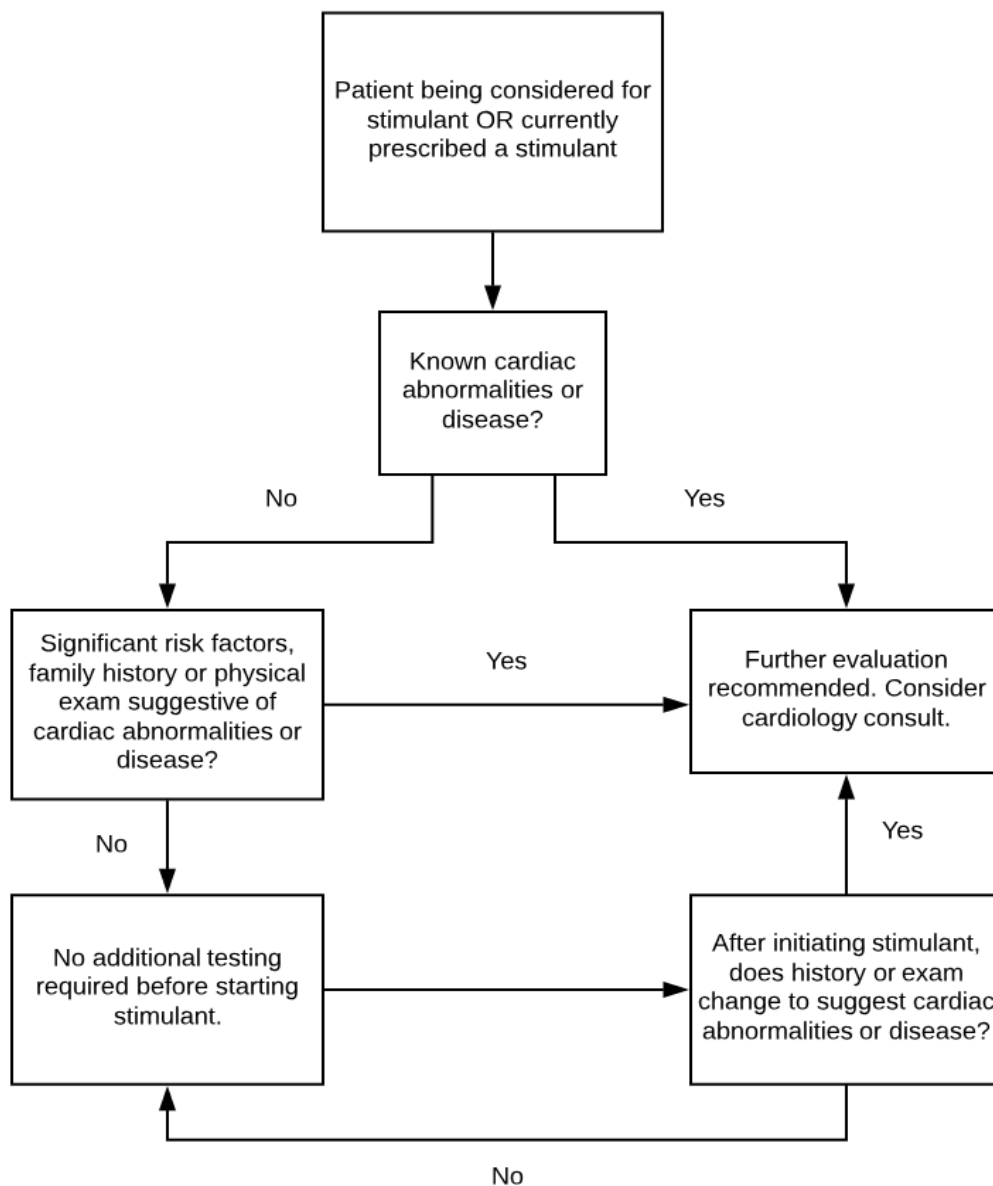 Patient being considered for
stimulant OR currently
prescribed a stimulant
Known cardiac
abnormalities or
disease?
No
Yes
Significant risk factors,
family history or physical
exam suggestive of
cardiac abnormalities or
disease?
Yes
Further evaluation
recommended. Consider
cardiology consult.
No
Yes
No additional testing
required before starting
stimulant.
After initiating stimulant,
does history or exam
change to suggest cardiac
abnormalities or disease?
No